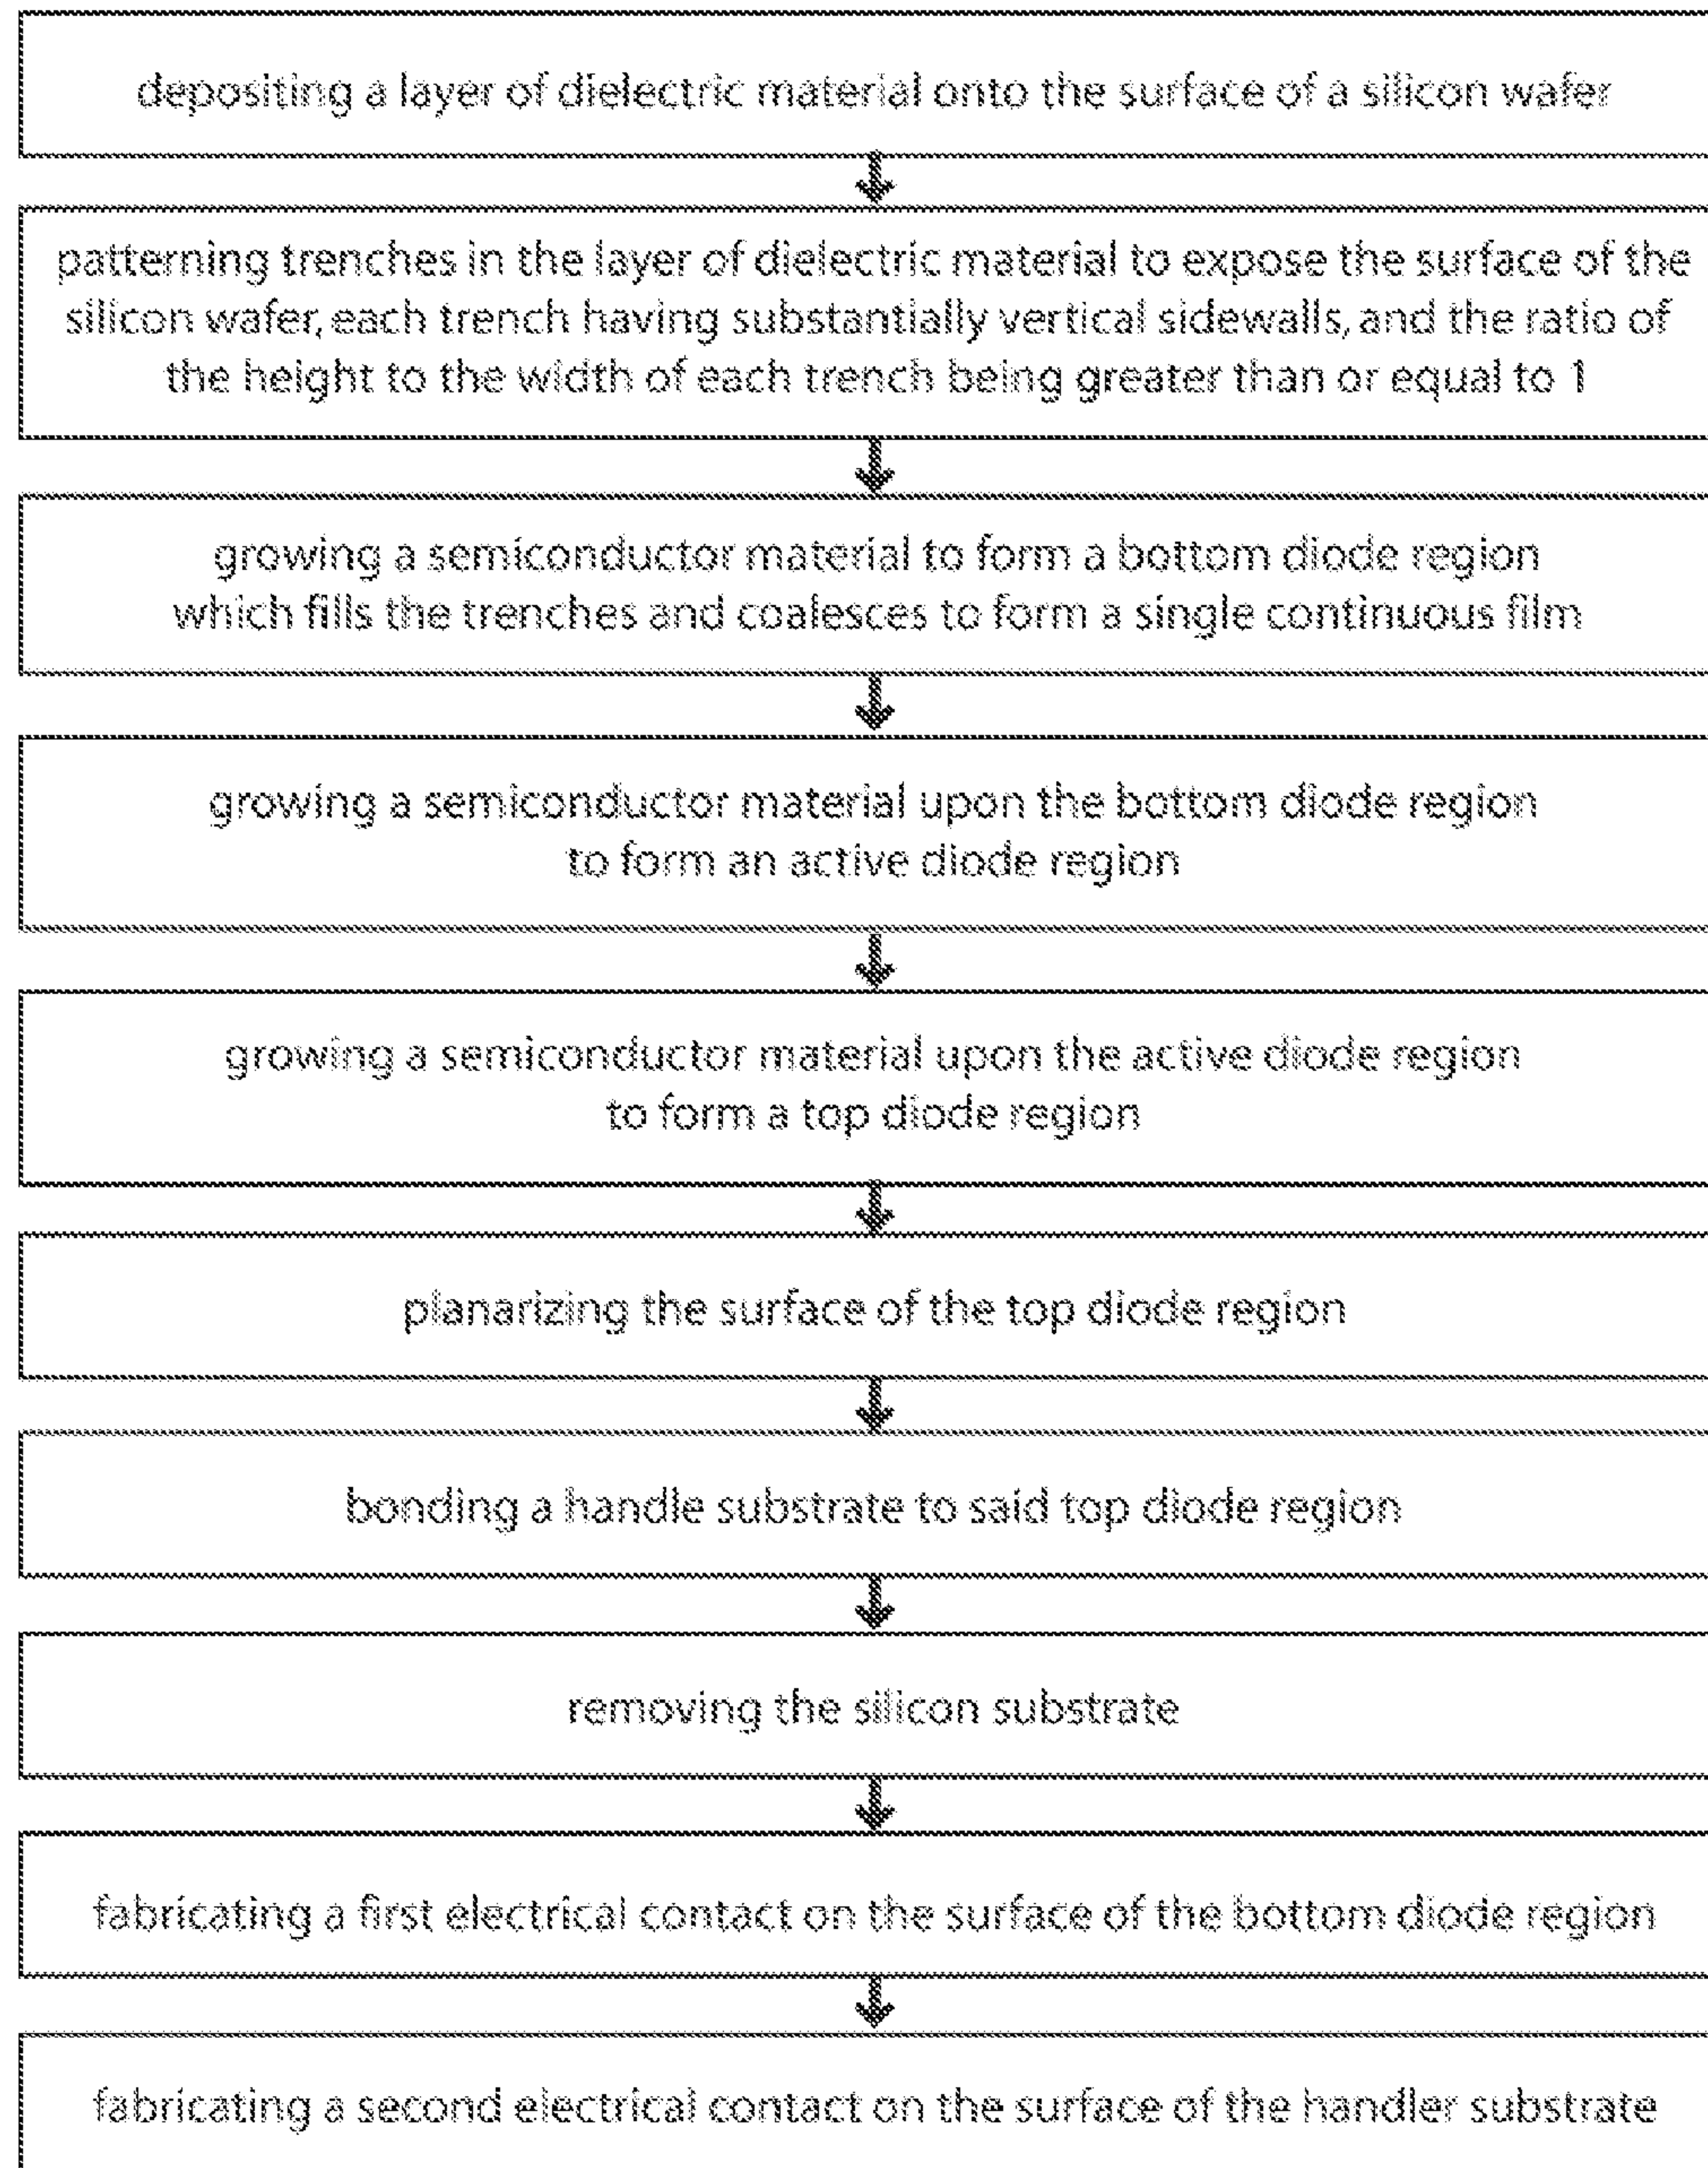 depositing a layer of dielectric material onto the surface of a silicon wafer
patterning trenches in the layer of dielectric material to expose the surface of the
silicon wafer, each trench having substantially vertical sidewalls, and the ratio of
the height to the width of each trench being greater than or equal to 1
growing a semiconductor material to form a bottom diode region
which fills the trenches and coalesces to form a single continuous film
growing a semiconductor material upon the bottom diode region
to form an active diode region
growing a semiconductor material upon the active diode region
to form a top diode region
planarizing the surface of the top diode region
bonding a handle substrate to said top diode region
removing the silicon substrate
fabricating a first electrical contact on the surface of the bottom diode region
fabricating a second electrical contact on the surface of the handler substrate